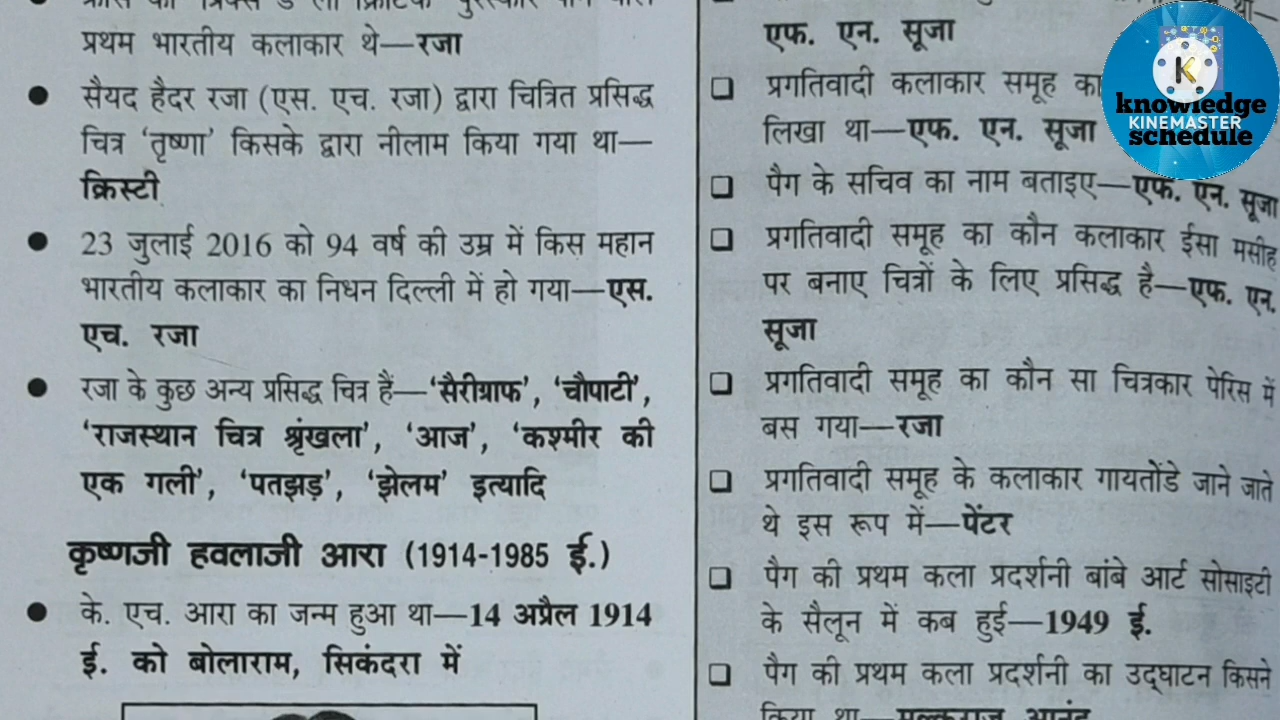 फ्रांस का प्रिक्स डे ला क्रिटिक पुरस्कार पाने वाले
प्रथम भारतीय कलाकार थे—रजा
● सैयद हैदर रजा (एस. एच. रजा) द्वारा चित्रित प्रसिद्ध
चित्र ‘तृष्णा’ किसके द्वारा नीलाम किया गया था—
क्रिस्टी
● 23 जुलाई 2016 को 94 वर्ष की उम्र में किस महान
भारतीय कलाकार का निधन दिल्ली में हो गया—एस.
एच. रजा
● रजा के कुछ अन्य प्रसिद्ध चित्र हैं—‘सैरीग्राफ’, ‘चौपाटी’,
‘राजस्थान चित्र श्रृंखला’, ‘आज’, ‘कश्मीर की
एक गली’, ‘पतझड़’, ‘झेलम’ इत्यादि
कृष्णजी हवलाजी आरा (1914-1985 ई.)
● के. एच. आरा का जन्म हुआ था—14 अप्रैल 1914
ई. को बोलाराम, सिकंदरा में
था—
एफ. एन. सूजा
❑ प्रगतिवादी कलाकार समूह का
लिखा था—एफ. एन. सूजा
❑ पैग के सचिव का नाम बताइए—एफ. एन. सूजा
❑ प्रगतिवादी समूह का कौन कलाकार ईसा मसीह
पर बनाए चित्रों के लिए प्रसिद्ध है—एफ. एन.
सूजा
❑ प्रगतिवादी समूह का कौन सा चित्रकार पेरिस में
बस गया—रजा
❑ प्रगतिवादी समूह के कलाकार गायतोंडे जाने जाते
थे इस रूप में—पेंटर
❑ पैग की प्रथम कला प्रदर्शनी बांबे आर्ट सोसाइटी
के सैलून में कब हुई—1949 ई.
❑ पैग की प्रथम कला प्रदर्शनी का उद्घाटन किसने
किया था—मुल्कराज आनंद
knowledge
KINEMASTER
schedule
K